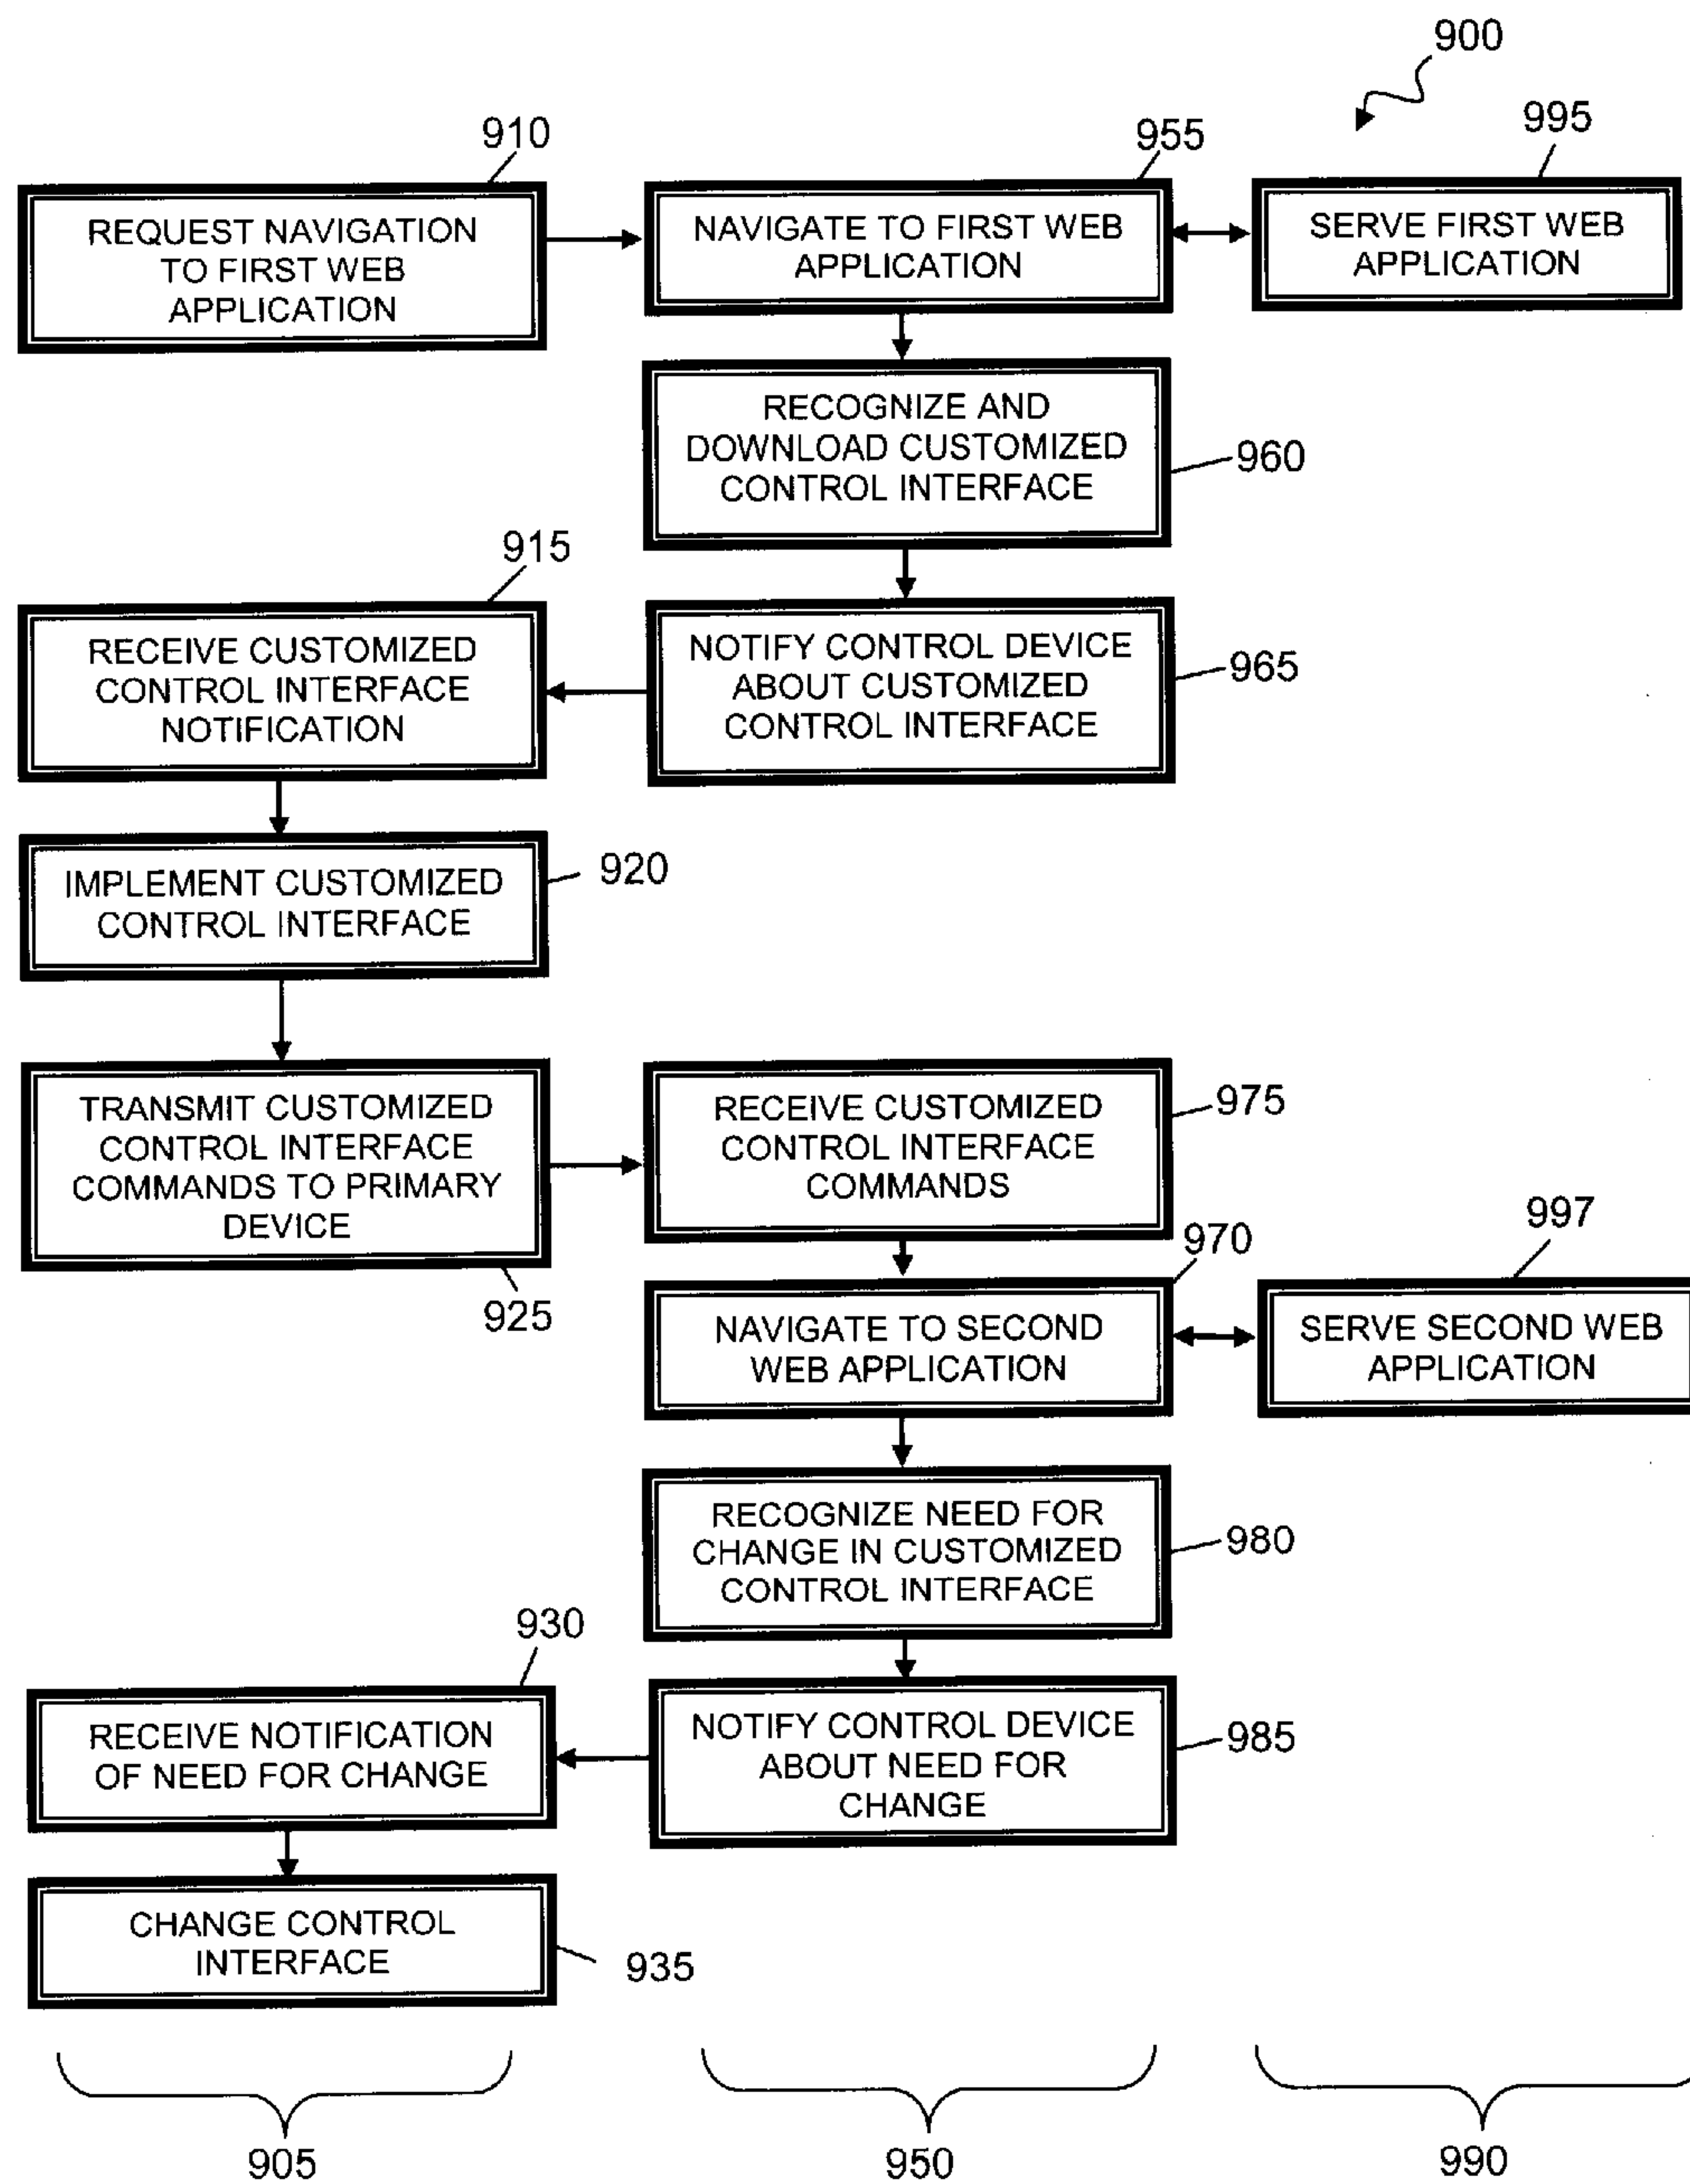 900
910
955
995
REQUEST NAVIGATION
TO FIRST WEB
APPLICATION
NAVIGATE TO FIRST WEB
APPLICATION
SERVE FIRST WEB
APPLICATION
RECOGNIZE AND
DOWNLOAD CUSTOMIZED
CONTROL INTERFACE
960
915
RECEIVE CUSTOMIZED
CONTROL INTERFACE
NOTIFICATION
NOTIFY CONTROL DEVICE
ABOUT CUSTOMIZED
CONTROL INTERFACE
965
IMPLEMENT CUSTOMIZED
CONTROL INTERFACE
920
TRANSMIT CUSTOMIZED
CONTROL INTERFACE
COMMANDS TO PRIMARY
DEVICE
925
RECEIVE CUSTOMIZED
CONTROL INTERFACE
COMMANDS
975
970
997
NAVIGATE TO SECOND
WEB APPLICATION
SERVE SECOND WEB
APPLICATION
RECOGNIZE NEED FOR
CHANGE IN CUSTOMIZED
CONTROL INTERFACE
980
930
RECEIVE NOTIFICATION
OF NEED FOR CHANGE
NOTIFY CONTROL DEVICE
ABOUT NEED FOR
CHANGE
985
CHANGE CONTROL
INTERFACE
935
905
950
990